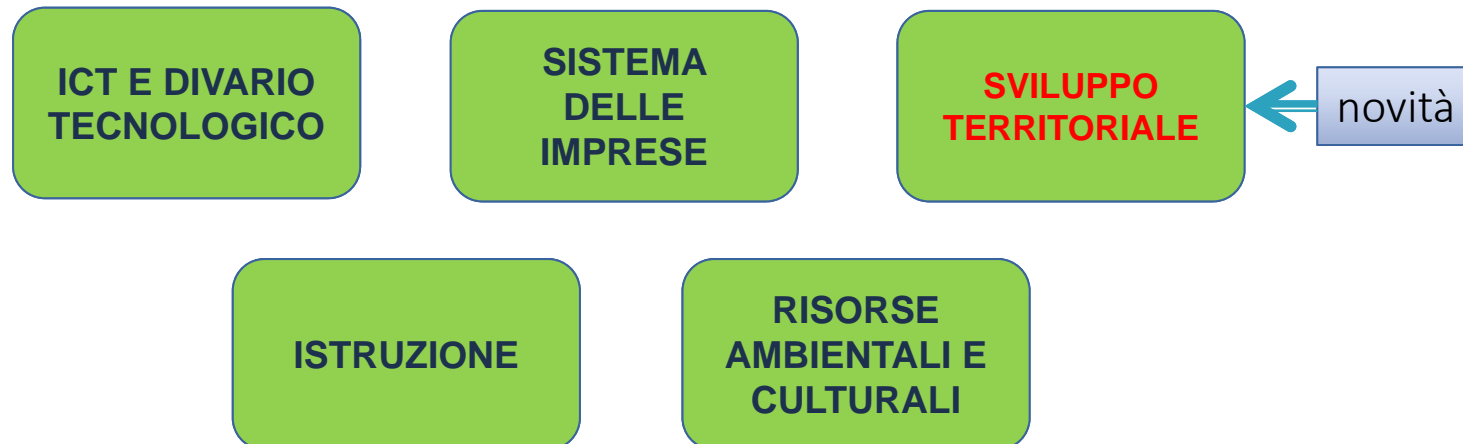 ICT E DIVARIO
TECNOLOGICO
SISTEMA
DELLE
IMPRESE
SVILUPPO
TERRITORIALE
novità
ISTRUZIONE
RISORSE
AMBIENTALI E
CULTURALI